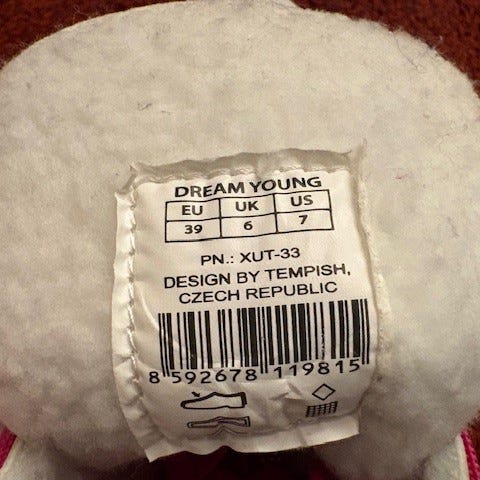 DREAM YOUNG
EU UK US
39 6 7
PN.: XUT-33
DESIGN BY TEMPISH,
CZECH REPUBLIC
8 592678 119815